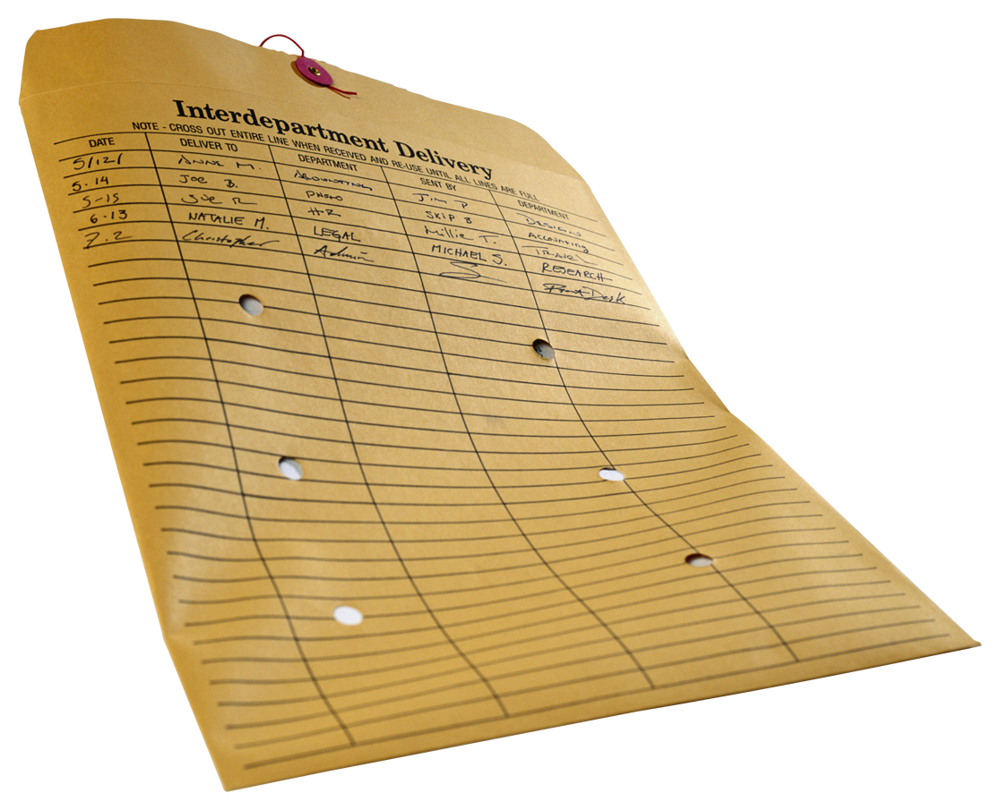 Interdepartment Delivery
NOTE - CROSS OUT ENTIRE LINE WHEN RECEIVED AND RE-USE UNTIL ALL LINES ARE FULL
DATE DELIVER TO DEPARTMENT SENT BY DEPARTMENT
5/12/ ANNE M. ACCOUNTING JIM P DESIGN
5.14 JOE B. PHOTO SKIP B ACCOUNTING
5-15 SUE R HR Millie T. TRAVEL
6.13 NATALIE M. LEGAL MICHAEL S. RESEARCH
7.2 Christopher Admin Front Desk